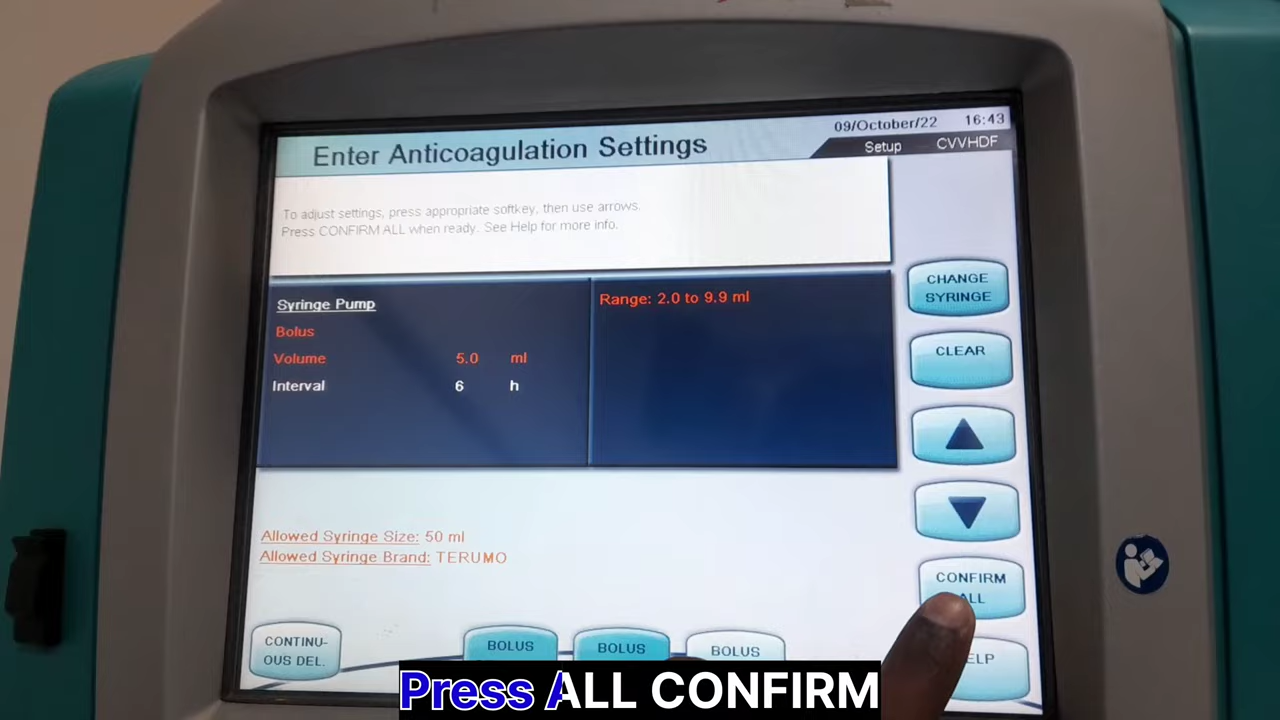 09/October/22 16:43
Enter Anticoagulation Settings
Setup CVVHDF
To adjust settings, press appropriate softkey, then use arrows.
Press CONFIRM ALL when ready. See Help for more info.
Syringe Pump
Bolus
Volume 5.0 ml
Interval 6 h
Range: 2.0 to 9.9 ml
CHANGE
SYRINGE
CLEAR
CONFIRM
ALL
Allowed Syringe Size: 50 ml
Allowed Syringe Brand: TERUMO
CONTINU-
OUS DEL.
BOLUS
BOLUS
BOLUS
Press ALL CONFIRM